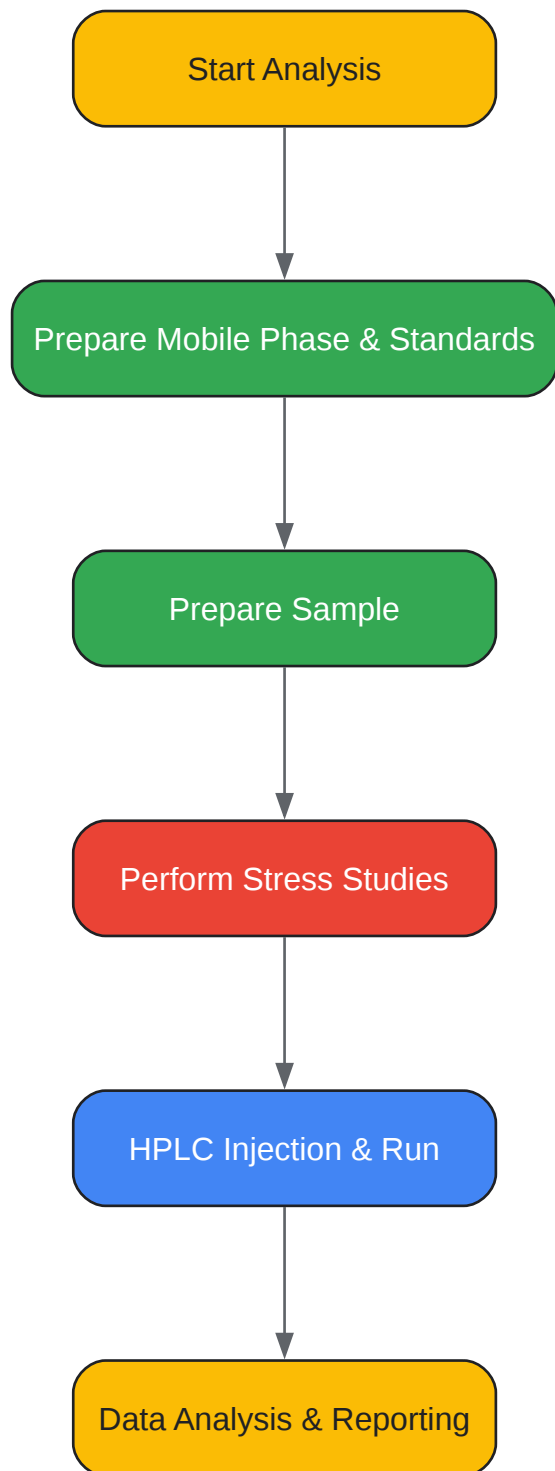 Start Analysis
Prepare Mobile Phase & Standards
Prepare Sample
Perform Stress Studies
HPLC Injection & Run
Data Analysis & Reporting